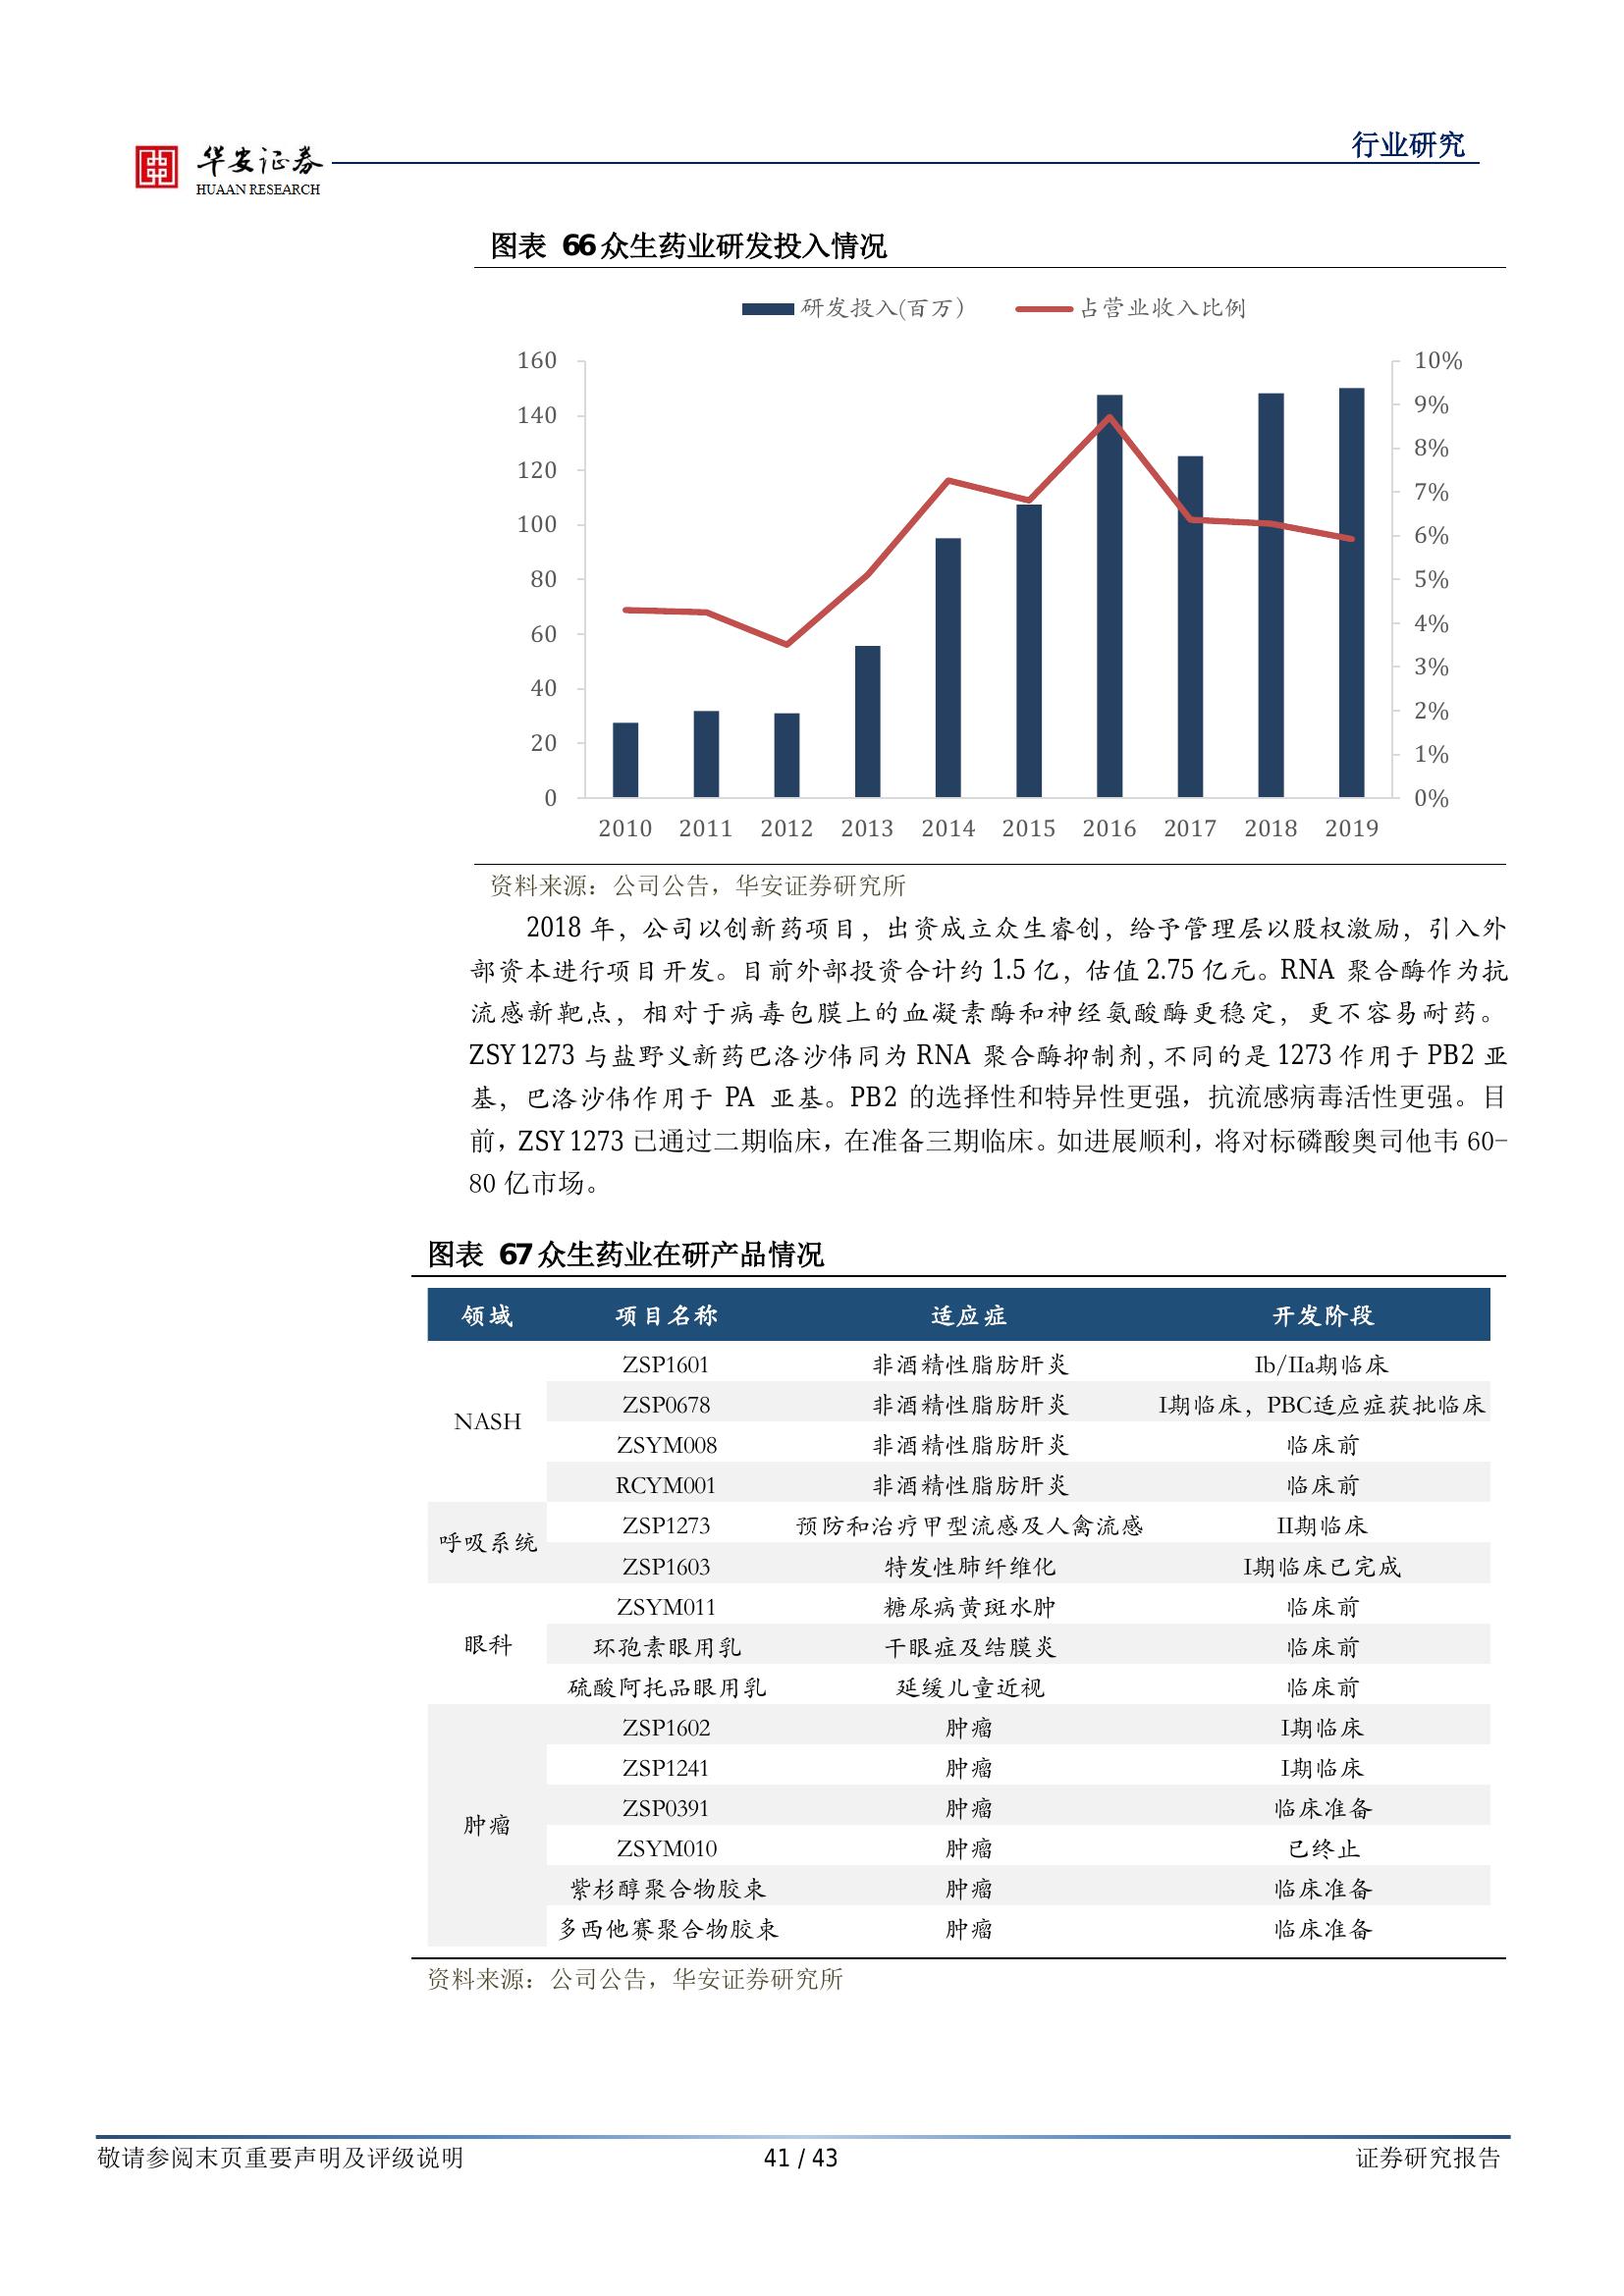 华安证券
HUAAN RESEARCH
行业研究
图表 66 众生药业研发投入情况
研发投入(百万)
占营业收入比例
160
140
120
100
80
60
40
20
0
10%
9%
8%
7%
6%
5%
4%
3%
2%
1%
0%
2010 2011 2012 2013 2014 2015 2016 2017 2018 2019
资料来源：公司公告，华安证券研究所
2018 年，公司以创新药项目，出资成立众生睿创，给予管理层以股权激励，引入外
部资本进行项目开发。目前外部投资合计约 1.5 亿，估值 2.75 亿元。RNA 聚合酶作为抗
流感新靶点，相对于病毒包膜上的血凝素酶和神经氨酸酶更稳定，更不容易耐药。
ZSY1273 与盐野义新药巴洛沙伟同为 RNA 聚合酶抑制剂，不同的是 1273 作用于 PB2 亚
基，巴洛沙伟作用于 PA 亚基。PB2 的选择性和特异性更强，抗流感病毒活性更强。目
前，ZSY1273 已通过二期临床，在准备三期临床。如进展顺利，将对标磷酸奥司他韦 60-
80 亿市场。
图表 67 众生药业在研产品情况
领域 项目名称 适应症 开发阶段
NASH
ZSP1601 非酒精性脂肪肝炎 Ib/IIa期临床
ZSP0678 非酒精性脂肪肝炎 I期临床，PBC适应症获批临床
ZSYM008 非酒精性脂肪肝炎 临床前
RCYM001 非酒精性脂肪肝炎 临床前
呼吸系统
ZSP1273 预防和治疗甲型流感及人禽流感 II期临床
ZSP1603 特发性肺纤维化 I期临床已完成
眼科
ZSYM011 糖尿病黄斑水肿 临床前
环孢素眼用乳 干眼症及结膜炎 临床前
硫酸阿托品眼用乳 延缓儿童近视 临床前
肿瘤
ZSP1602 肿瘤 I期临床
ZSP1241 肿瘤 I期临床
ZSP0391 肿瘤 临床准备
ZSYM010 肿瘤 已终止
紫杉醇聚合物胶束 肿瘤 临床准备
多西他赛聚合物胶束 肿瘤 临床准备
资料来源：公司公告，华安证券研究所
敬请参阅末页重要声明及评级说明 41 / 43 证券研究报告